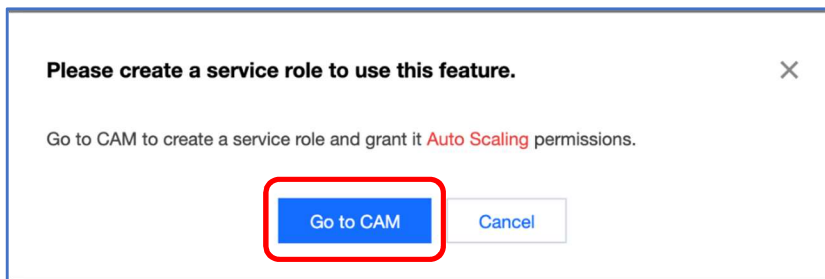 Please create a service role to use this feature.
Go to CAM to create a service role and grant it Auto Scaling permissions.
Go to CAM
Cancel